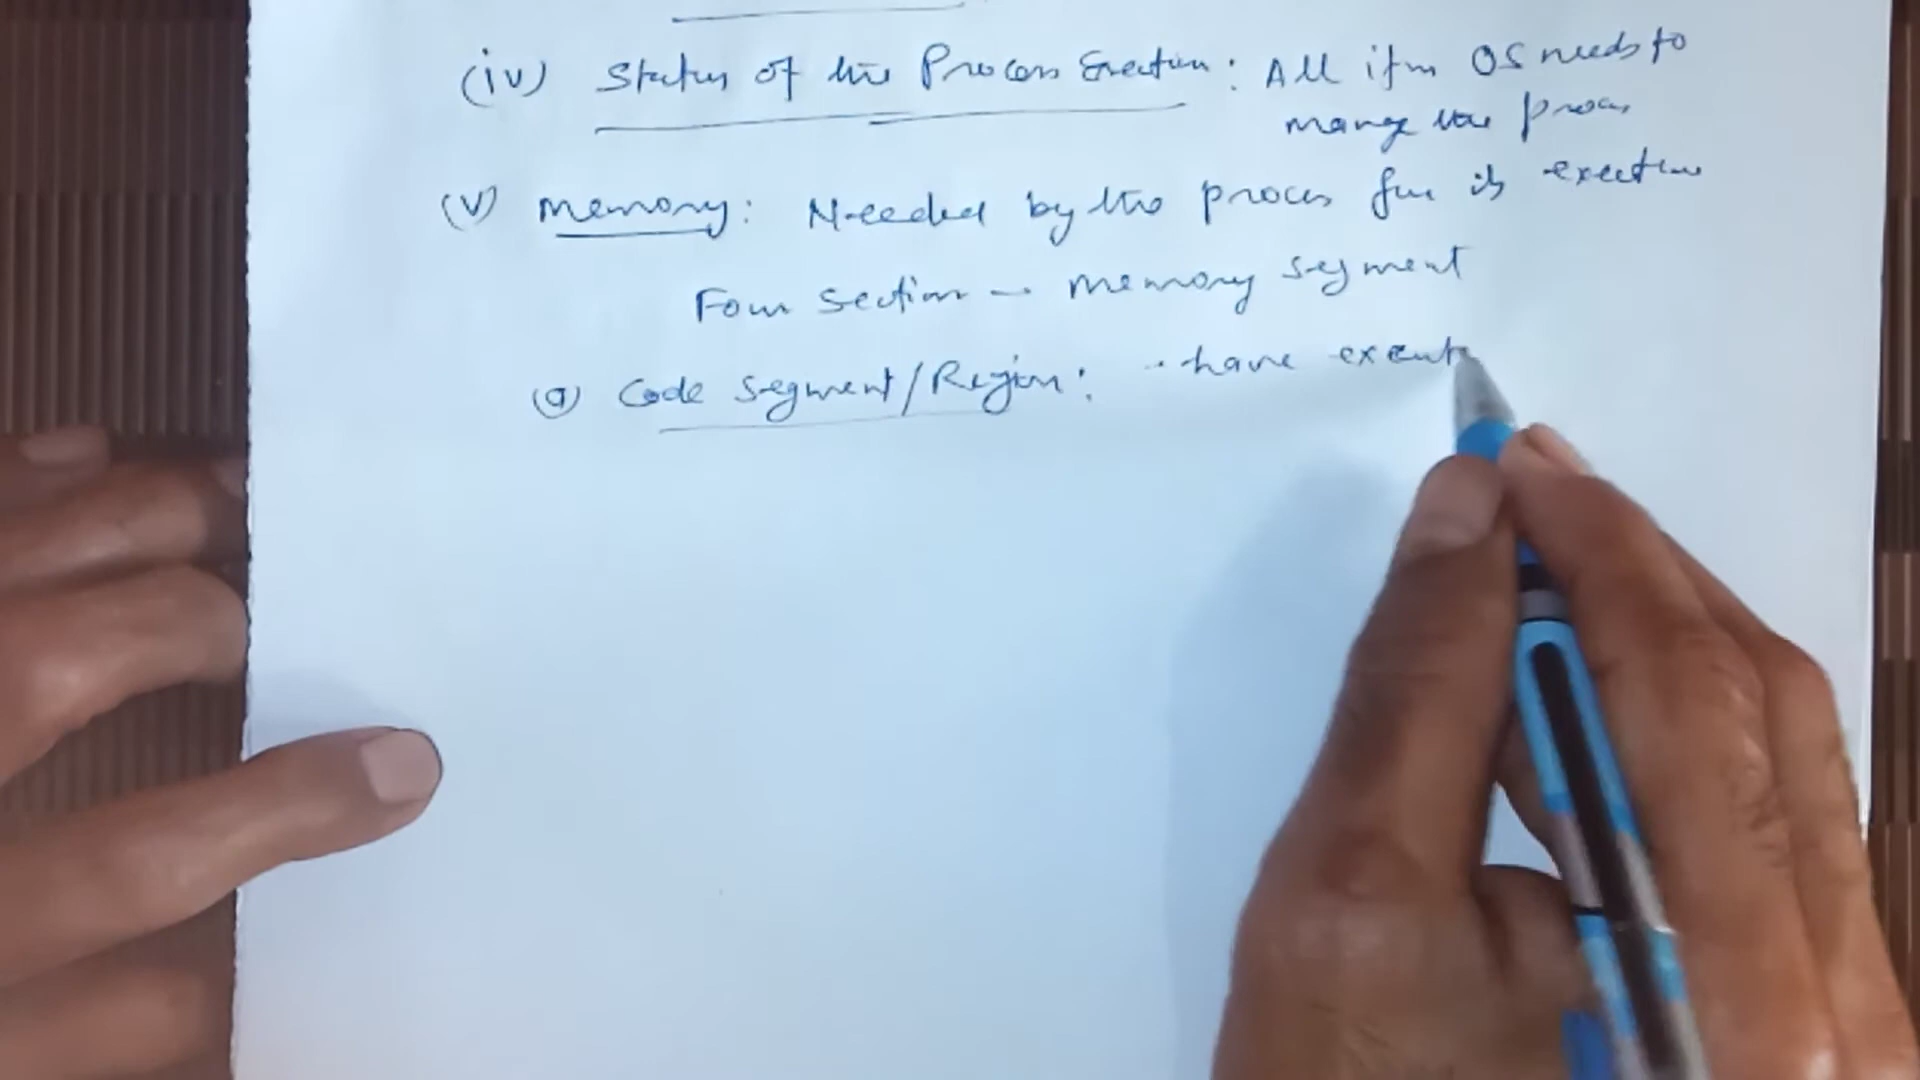 (iv) Status of the Process Execution : All ifm OS needs to
manage the process
(v) Memory : Needed by the process for its execution
Four section - memory segment
(a) Code segment/Region : . have execut